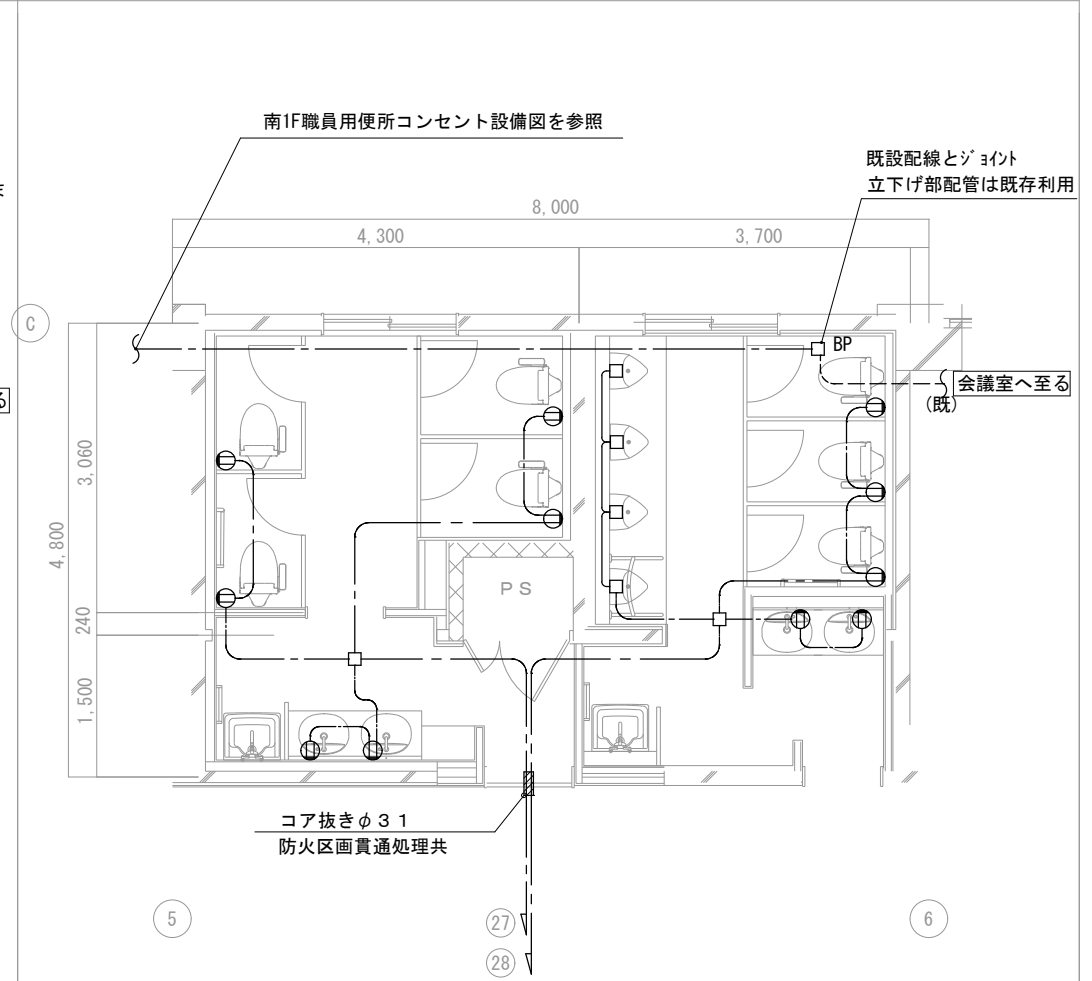 南1F職員用便所コンセント設備図を参照
既設配線とｼﾞｮｲﾝﾄ
立下げ部配管は既存利用
8,000
4,300
3,700
C
BP
会議室へ至る
(既)
る
3,060
4,800
240
1,500
PS
コア抜きφ31
防火区画貫通処理共
5
27
6
28